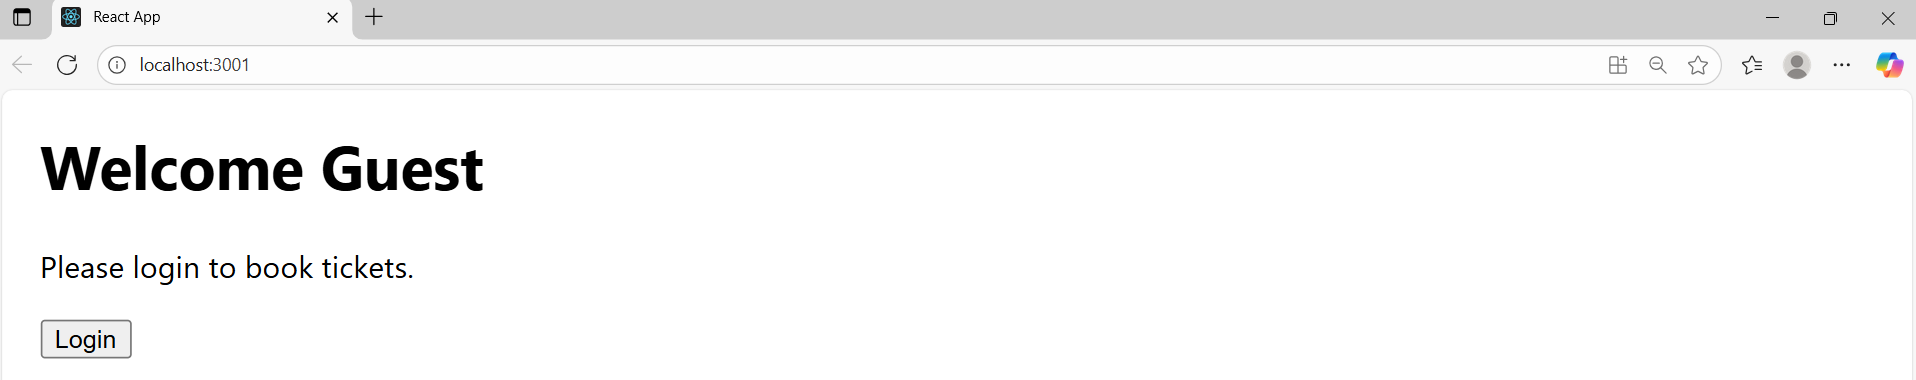 React App
localhost:3001
Welcome Guest
Please login to book tickets.
Login